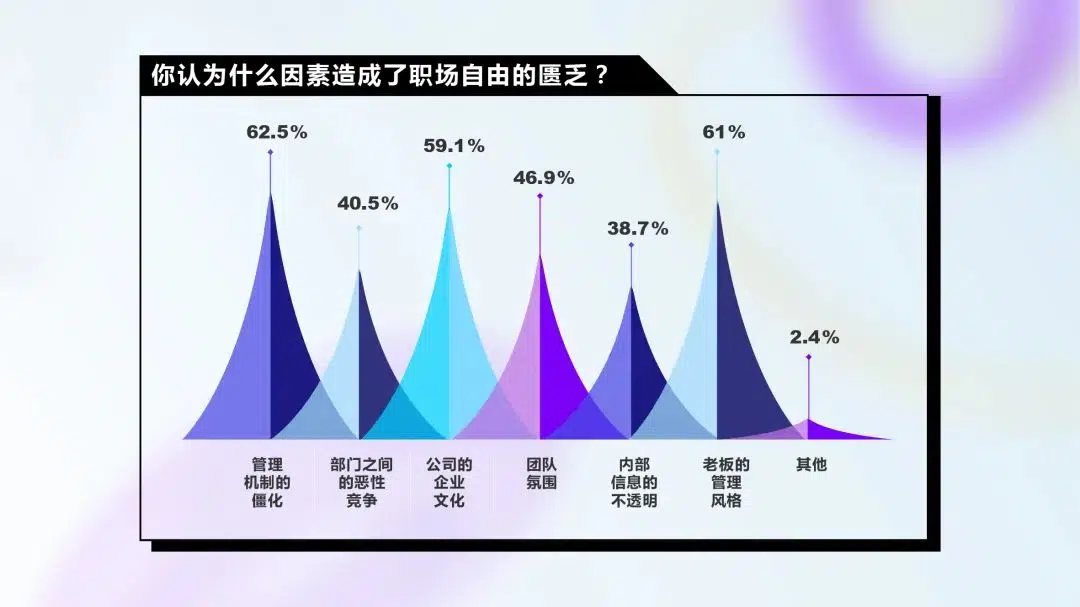 你认为什么因素造成了职场自由的匮乏？
62.5%
40.5%
59.1%
46.9%
38.7%
61%
2.4%
管理
机制的
僵化
部门之间
的恶性
竞争
公司的
企业
文化
团队
氛围
内部
信息的
不透明
老板的
管理
风格
其他